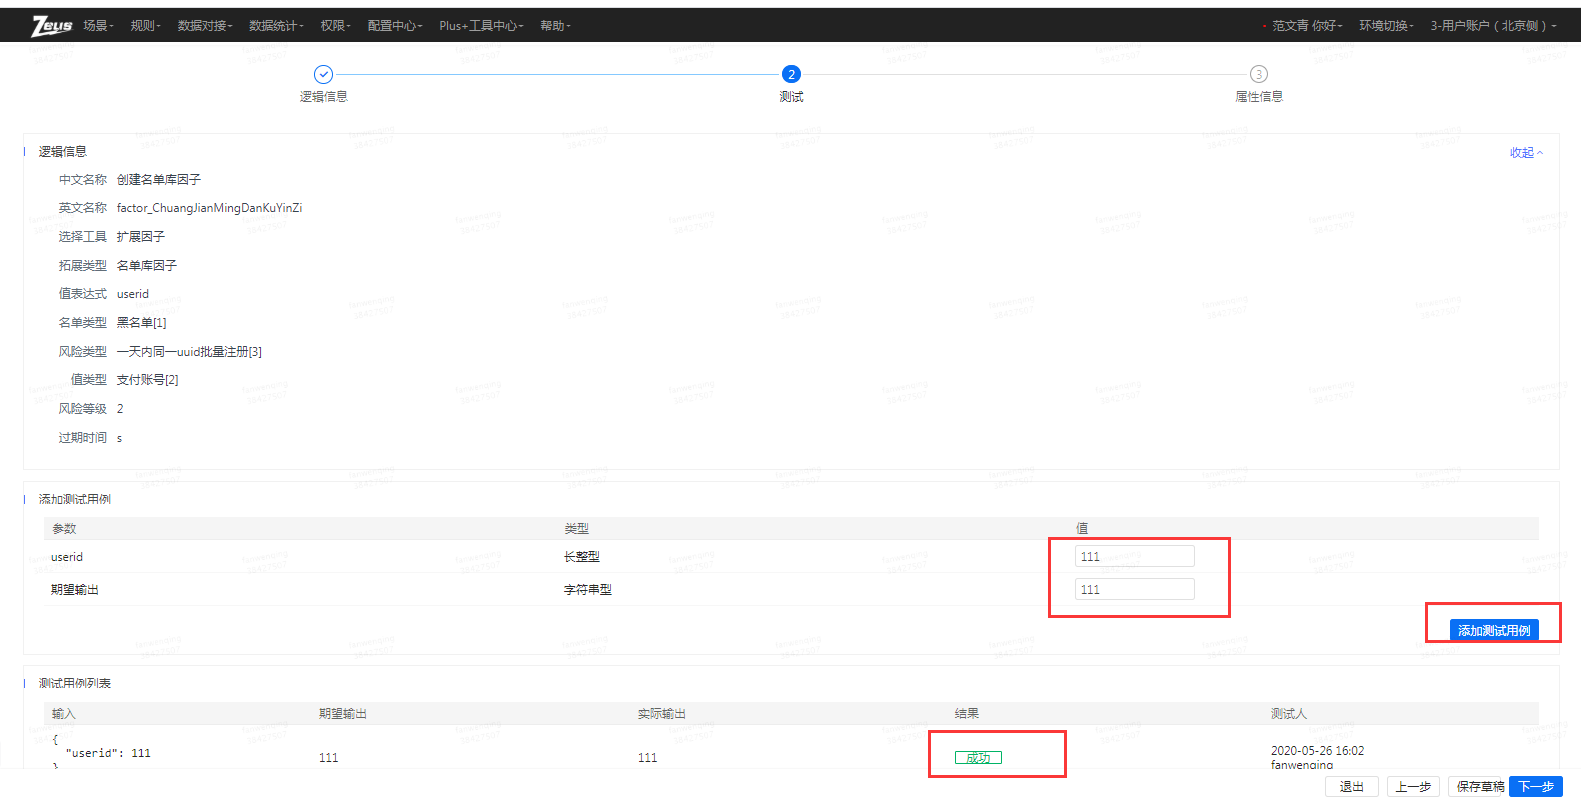 Zeus 场景 规则 数据对接 数据统计 权限 配置中心 Plus+工具中心 帮助 范文青 你好 环境切换 3-用户账户（北京侧）
2 3
逻辑信息 测试 属性信息
逻辑信息 收起
中文名称 创建名单库因子
英文名称 factor_ChuangJianMingDanKuYinZi
选择工具 扩展因子
拓展类型 名单库因子
值表达式 userid
名单类型 黑名单[1]
风险类型 一天内同一uuid批量注册[3]
值类型 支付账号[2]
风险等级 2
过期时间 s
添加测试用例
参数 类型 值
userid 长整型 111
期望输出 字符串型 111
添加测试用例
测试用例列表
输入 期望输出 实际输出 结果 测试人
{
"userid": 111
}
111 111 成功
2020-05-26 16:02
fanwenqing
退出 上一步 保存草稿 下一步
fanwenqing
38427507